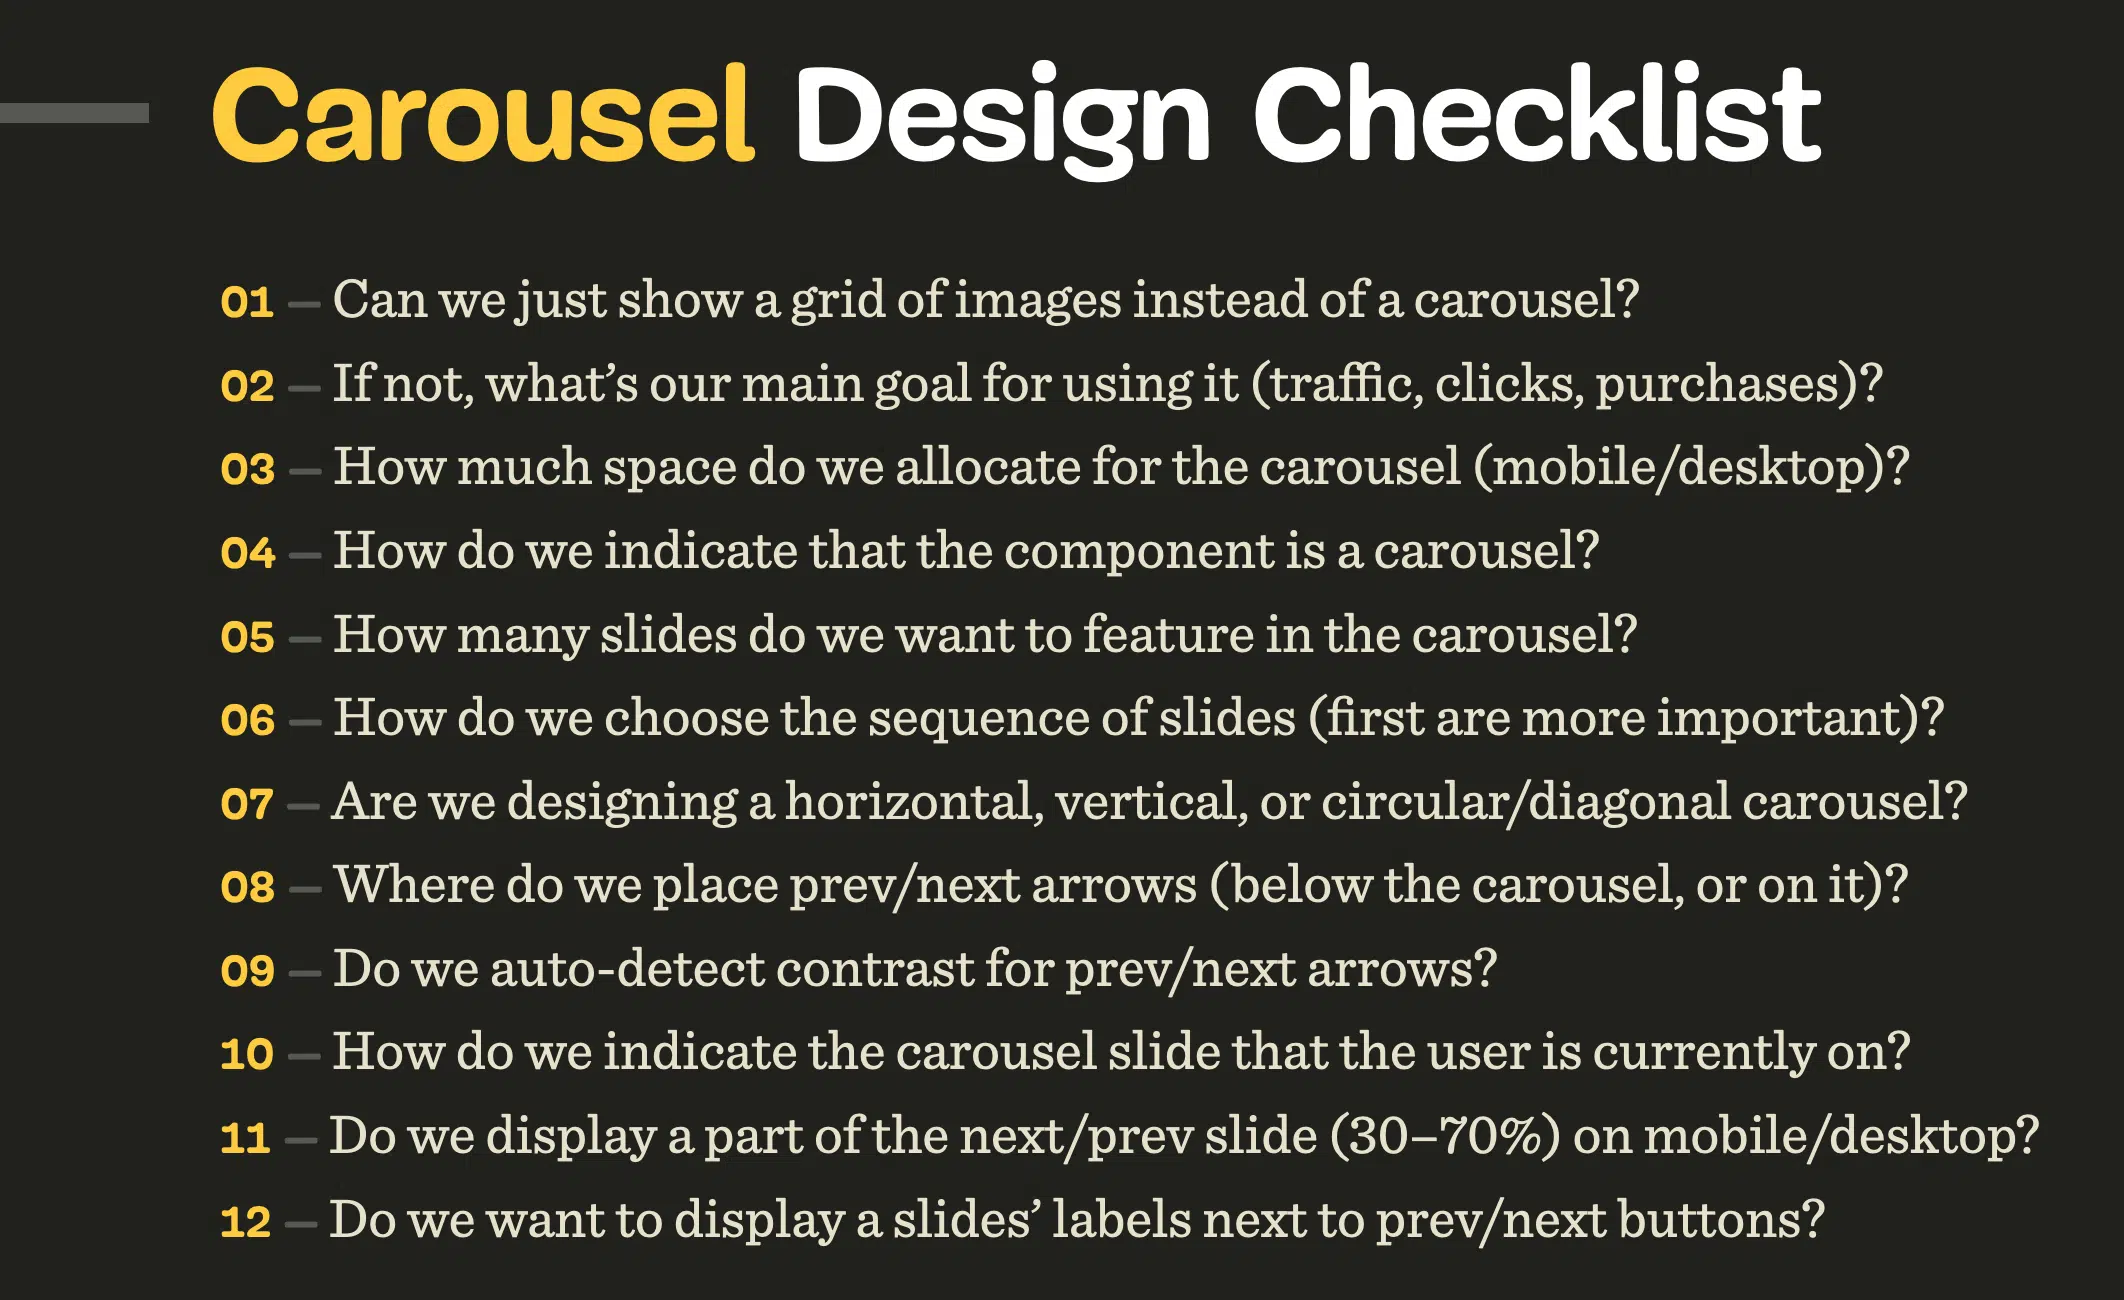 Carousel Design Checklist
01 — Can we just show a grid of images instead of a carousel?
02 — If not, what’s our main goal for using it (traffic, clicks, purchases)?
03 — How much space do we allocate for the carousel (mobile/desktop)?
04 — How do we indicate that the component is a carousel?
05 — How many slides do we want to feature in the carousel?
06 — How do we choose the sequence of slides (first are more important)?
07 — Are we designing a horizontal, vertical, or circular/diagonal carousel?
08 — Where do we place prev/next arrows (below the carousel, or on it)?
09 — Do we auto-detect contrast for prev/next arrows?
10 — How do we indicate the carousel slide that the user is currently on?
11 — Do we display a part of the next/prev slide (30–70%) on mobile/desktop?
12 — Do we want to display a slides’ labels next to prev/next buttons?